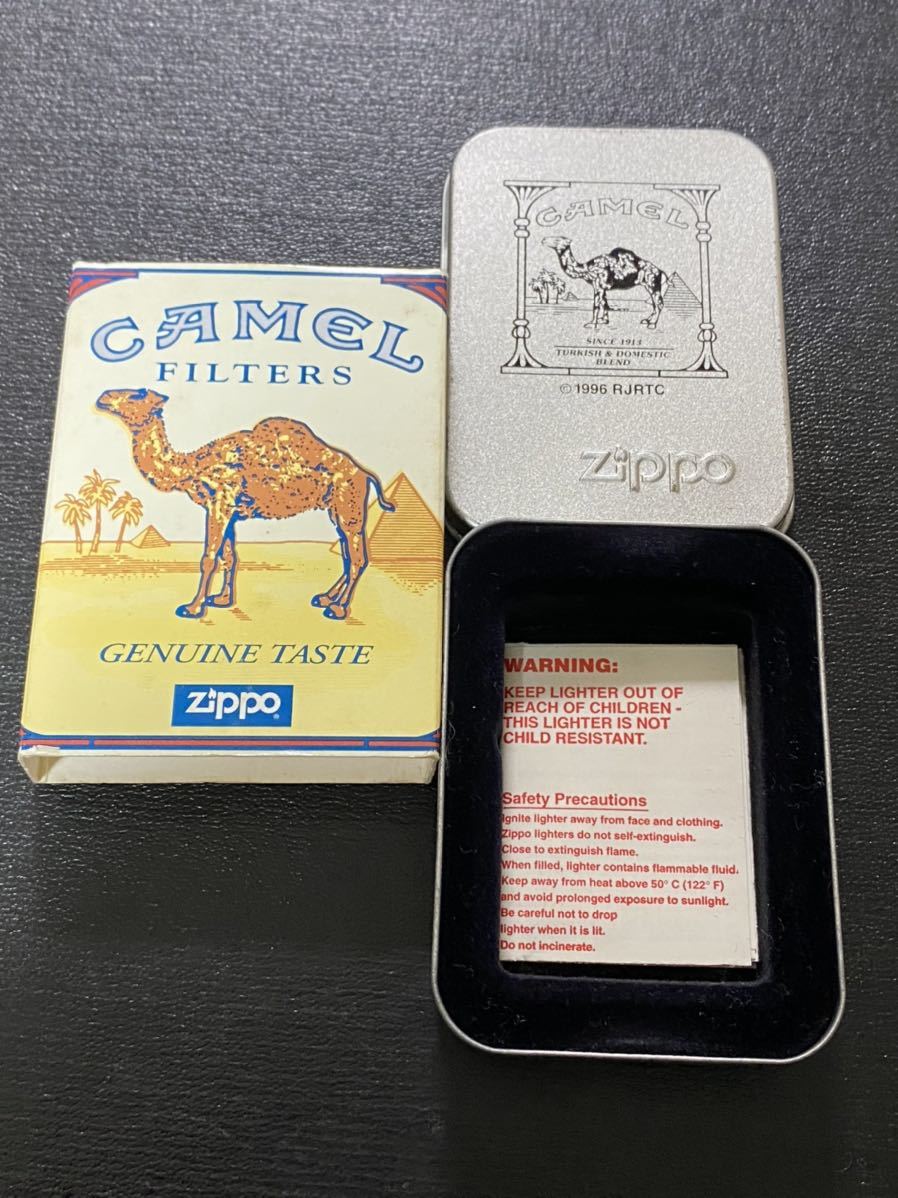 CAMEL
FILTERS
GENUINE TASTE
Zippo®
CAMEL
SINCE 1913
TURKISH & DOMESTIC
BLEND
© 1996 RJRTC
Zippo
WARNING:
KEEP LIGHTER OUT OF
REACH OF CHILDREN -
THIS LIGHTER IS NOT
CHILD RESISTANT.
Safety Precautions
Ignite lighter away from face and clothing.
Zippo lighters do not self-extinguish.
Close to extinguish flame.
When filled, lighter contains flammable fluid.
Keep away from heat above 50° C (122° F)
and avoid prolonged exposure to sunlight.
Be careful not to drop
lighter when it is lit.
Do not incinerate.